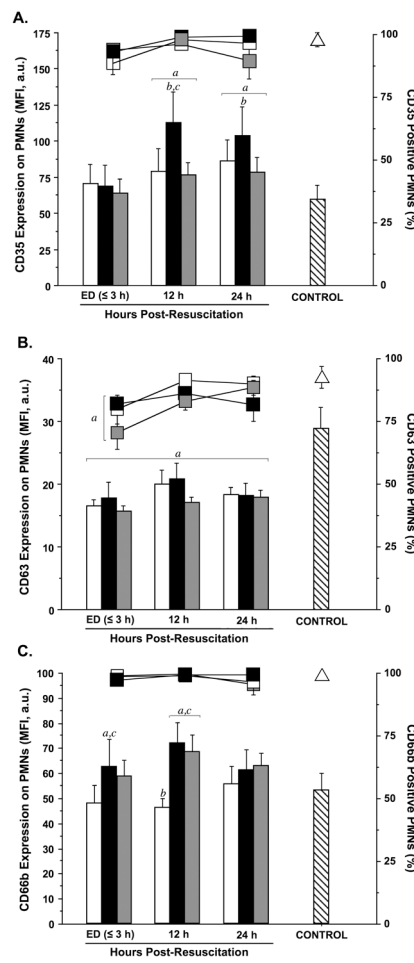 A.
CD35 Expression on PMNs (MFI, a.u.)
175
150
125
100
75
50
25
0
a
b,c
a
b
100
75
50
25
0
CD35 Positive PMNs (%)
ED (≤ 3 h) 12 h 24 h CONTROL
Hours Post-Resuscitation
B.
CD63 Expression on PMNs (MFI, a.u.)
40
35
30
25
20
15
10
0
a
a
100
75
50
25
0
CD63 Positive PMNs (%)
ED (≤ 3 h) 12 h 24 h CONTROL
Hours Post-Resuscitation
C.
CD66b Expression on PMNs (MFI, a.u.)
100
90
80
70
60
50
40
30
20
10
0
a,c
a,c
b
100
75
50
25
0
CD66b Positive PMNs (%)
ED (≤ 3 h) 12 h 24 h CONTROL
Hours Post-Resuscitation